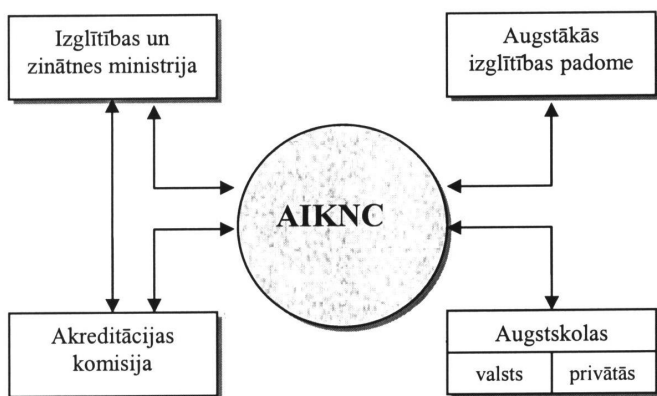 Izglītības un
zinātnes ministrija
Augstākās
izglītības padome
AIKNC
Akreditācijas
komisija
Augstskolas
valsts privātās